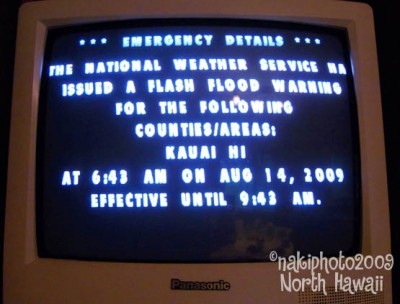 *** EMERGENCY DETAILS ***
THE NATIONAL WEATHER SERVICE HA
ISSUED A FLASH FLOOD WARNING
FOR THE FOLLOWING
COUNTIES/AREAS:
KAUAI HI
AT 6:43 AM ON AUG 14, 2009
EFFECTIVE UNTIL 9:43 AM.
Panasonic
©nakiphoto2009
North Hawaii